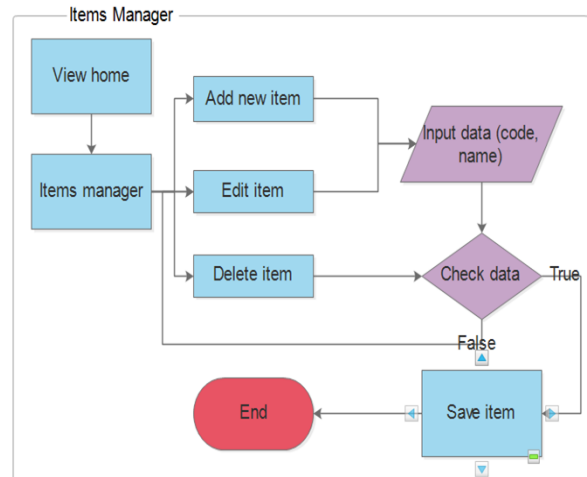 Items Manager
View home
Add new item
Input data (code,
name)
Items manager
Edit item
Delete item
Check data
True
False
End
Save item